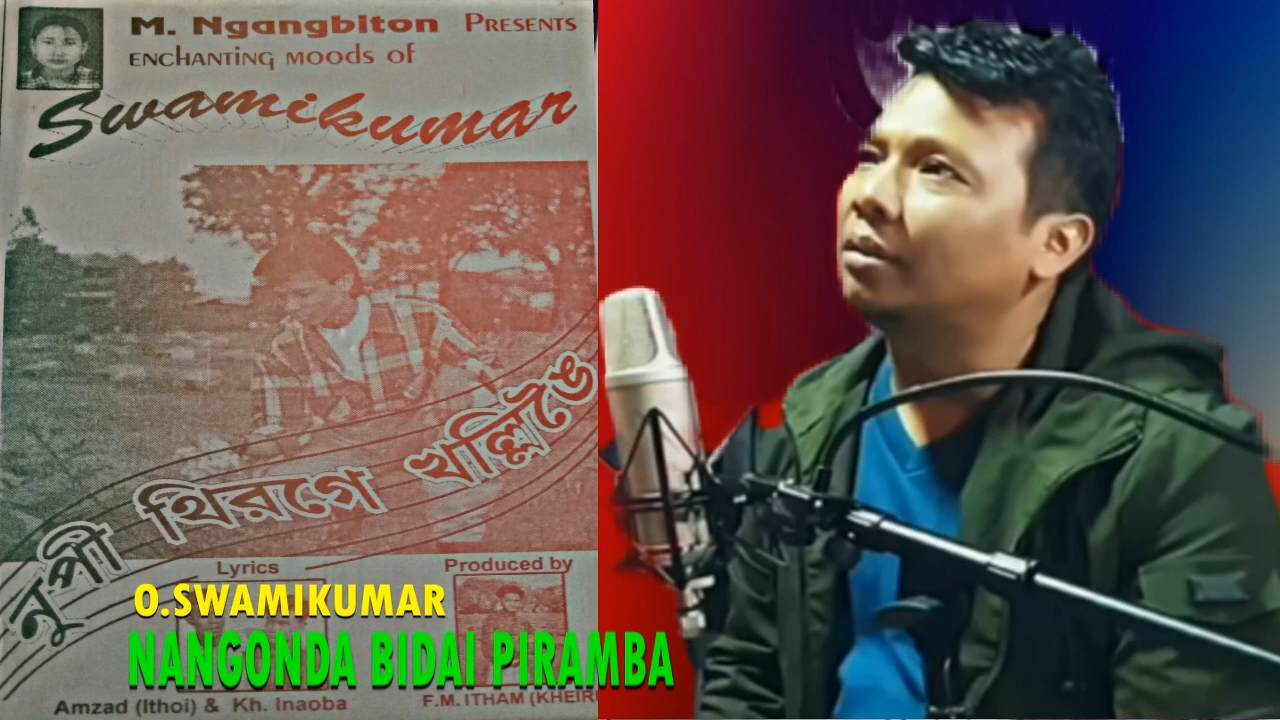 M. Ngangbiton PRESENTS
ENCHANTING MOODS OF
Swamikumar
নুপী থিরগে খল্লিঙৈ
Lyrics
Produced by
O.SWAMIKUMAR
NANGONDA BIDAI PIRAMBA
Amzad (Ithoi) & Kh. Inaoba
F.M. ITHAM (KHEIR